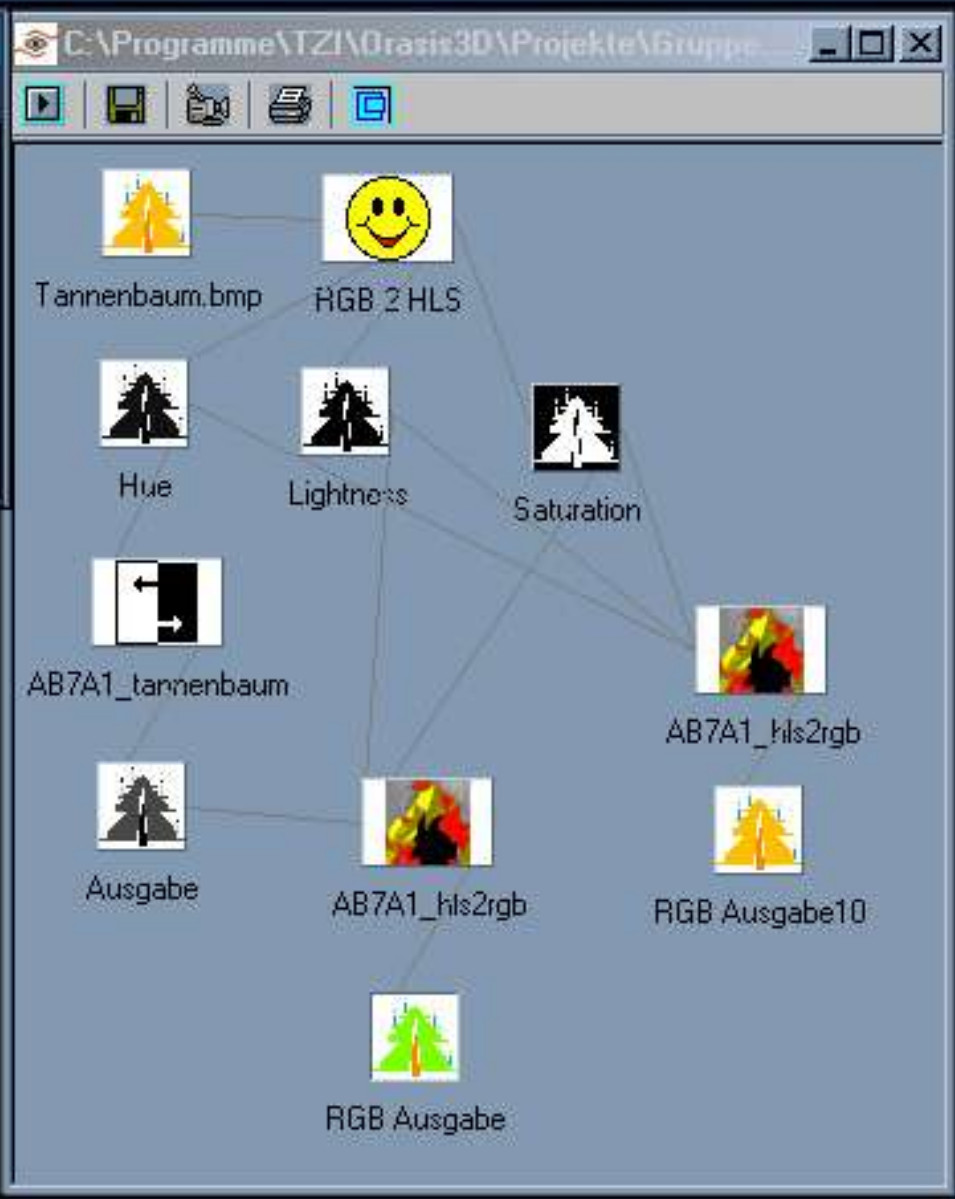 C:\Programme\TZI\Orasis3D\Projekte\Gruppe...
Tannenbaum.bmp
RGB 2 HLS
Hue
Lightness
Saturation
AB7A1_tannenbaum
AB7A1_hls2rgb
Ausgabe
AB7A1_hls2rgb
RGB Ausgabe10
RGB Ausgabe